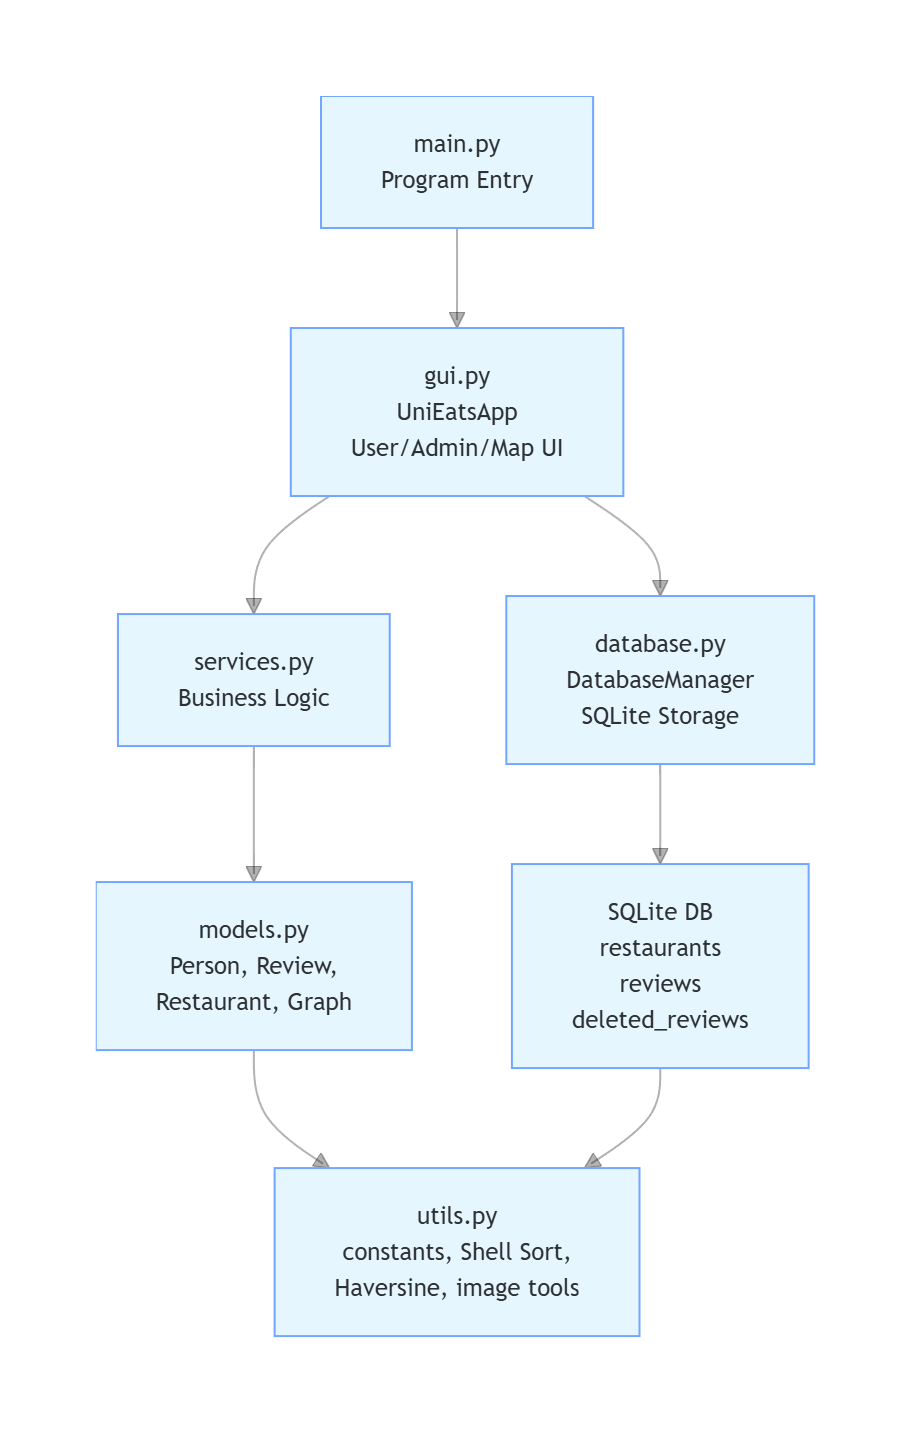 main.py
Program Entry
gui.py
UniEatsApp
User/Admin/Map UI
services.py
Business Logic
database.py
DatabaseManager
SQLite Storage
models.py
Person, Review,
Restaurant, Graph
SQLite DB
restaurants
reviews
deleted_reviews
utils.py
constants, Shell Sort,
Haversine, image tools